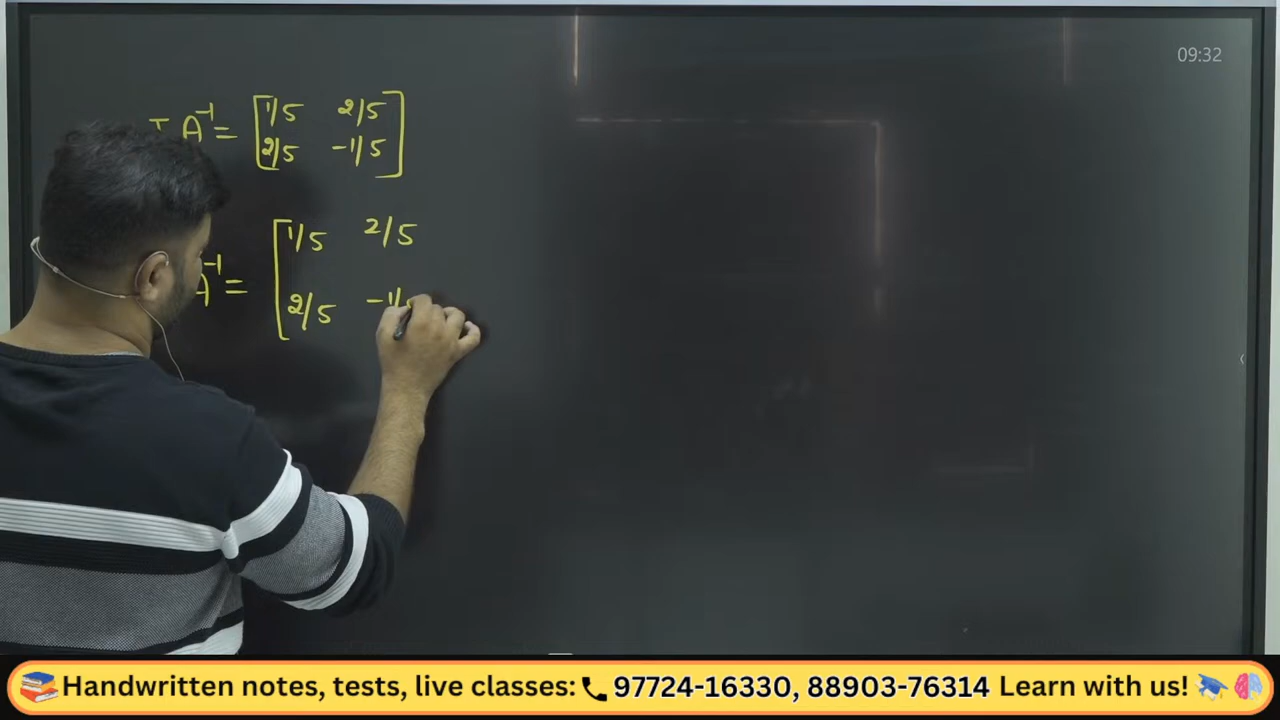 09:32
I A⁻¹ = [1/5 2/5
2/5 -1/5]
A⁻¹ = [1/5 2/5
2/5 -1/
Handwritten notes, tests, live classes: 97724-16330, 88903-76314 Learn with us!